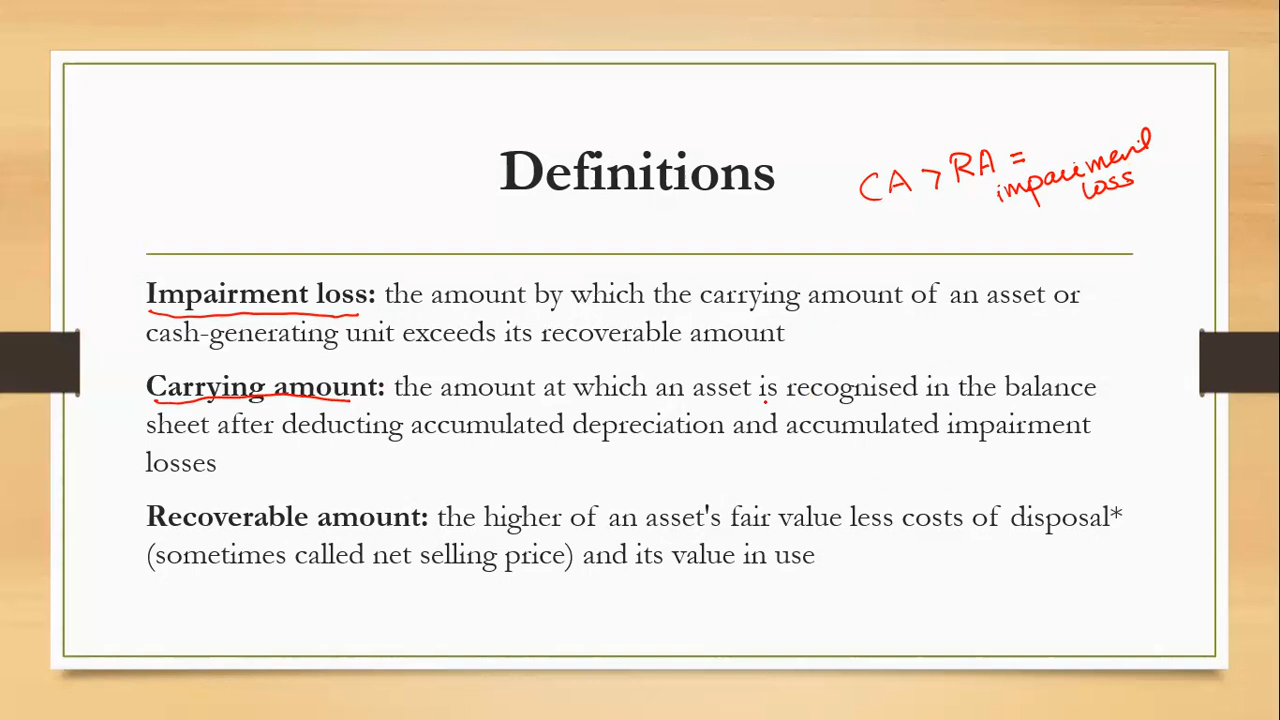 Definitions
CA > RA =
impairment
loss
Impairment loss: the amount by which the carrying amount of an asset or
cash-generating unit exceeds its recoverable amount
Carrying amount: the amount at which an asset is recognised in the balance
sheet after deducting accumulated depreciation and accumulated impairment
losses
Recoverable amount: the higher of an asset's fair value less costs of disposal*
(sometimes called net selling price) and its value in use